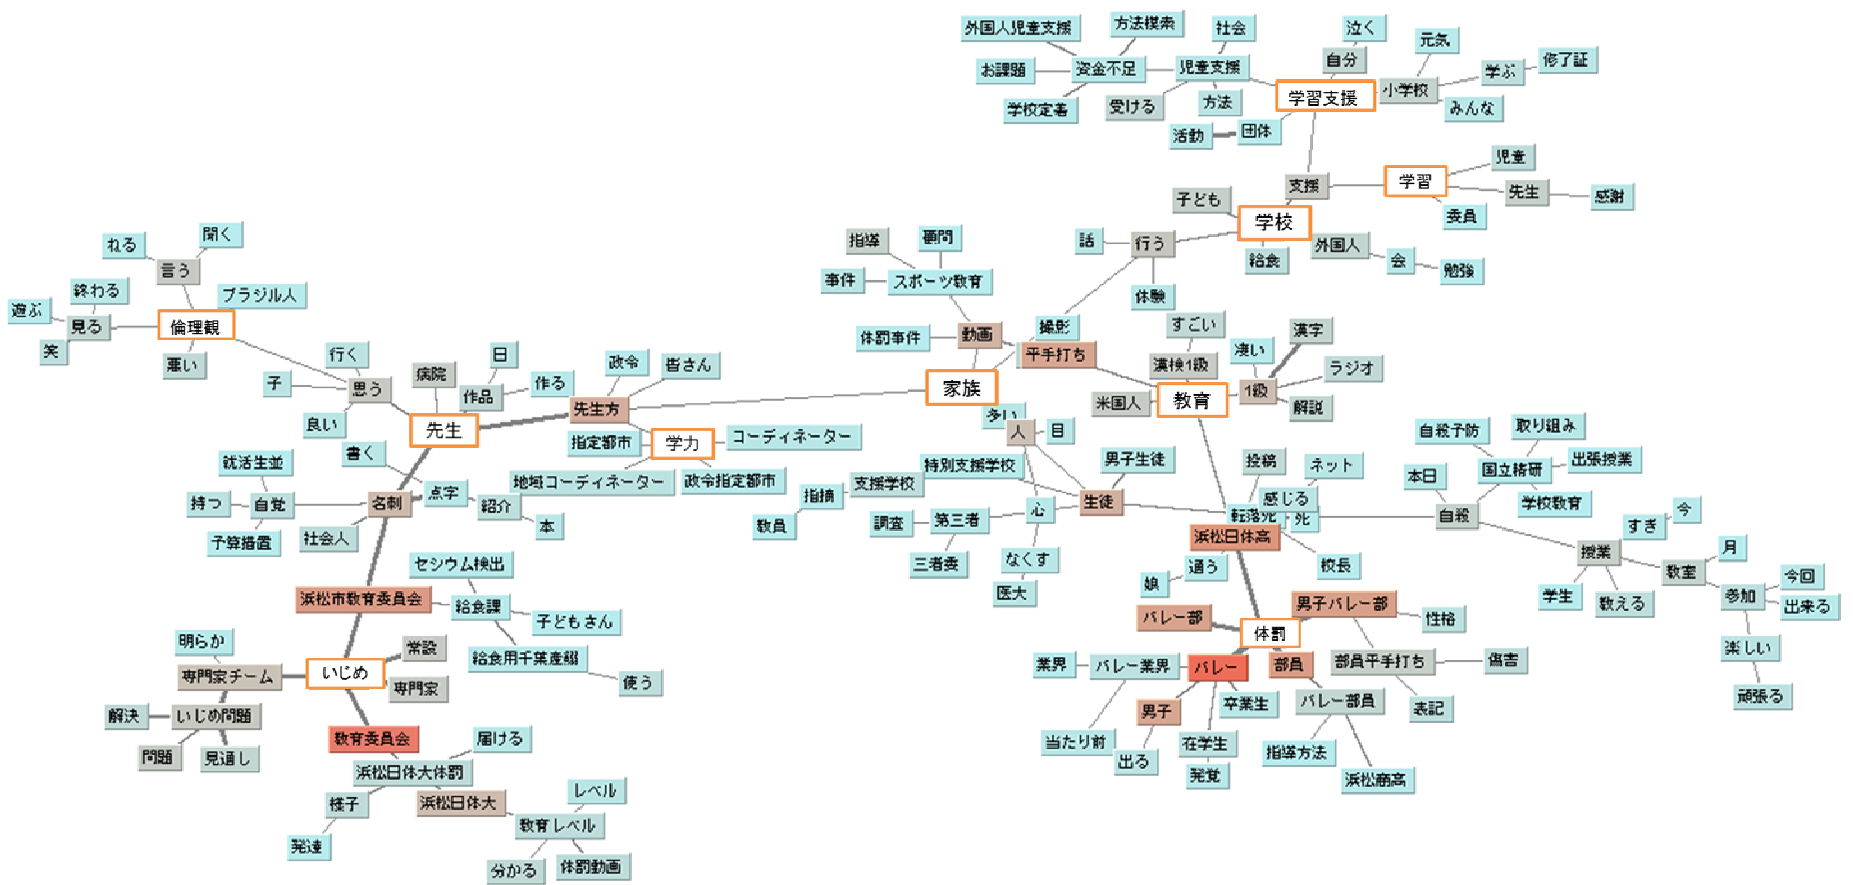 外国人児童支援
方法模索
社会
泣く
元気
お課題
資金不足
児童支援
自分
学ぶ
修了証
学校定着
受ける
方法
学習支援
小学校
みんな
活動
団体
児童
支援
学習
先生
感謝
子ども
委員
学校
話
行う
給食
外国人
会
勉強
体験
指導
顧問
事件
スポーツ教育
ねる
聞く
言う
終わる
ブラジル人
遊ぶ
見る
倫理観
笑
悪い
体罰事件
動画
撮影
平手打ち
すごい
漢検1級
凄い
漢字
ラジオ
1級
解説
米国人
教育
家族
多い
人
目
行く
病院
日
子
思う
作品
作る
良い
先生
政令
皆さん
先生方
指定都市
学力
コーディネーター
地域コーディネーター
政令指定都市
書く
就活生並
持つ
自覚
名刺
点字
紹介
本
予算措置
社会人
特別支援学校
男子生徒
指摘
支援学校
教員
生徒
調査
第三者
心
三者委
なくす
医大
投稿
ネット
感じる
転落死
死
浜松日体高
通う
娘
校長
自殺予防
取り組み
本日
国立精研
出張授業
学校教育
自殺
すぎ
今
授業
教室
月
学生
教える
参加
今回
出来る
楽しい
頑張る
セシウム検出
浜松市教育委員会
給食課
子どもさん
給食用千葉産鰯
使う
明らか
常設
専門家チーム
いじめ
専門家
解決
いじめ問題
問題
見通し
教育委員会
届ける
浜松日体大体罰
様子
浜松日体大
発達
レベル
教育レベル
分かる
体罰動画
バレー部
男子バレー部
性格
体罰
業界
バレー業界
バレー
部員
部員平手打ち
傷害
男子
卒業生
バレー部員
表記
当たり前
出る
在学生
発覚
指導方法
浜松商高